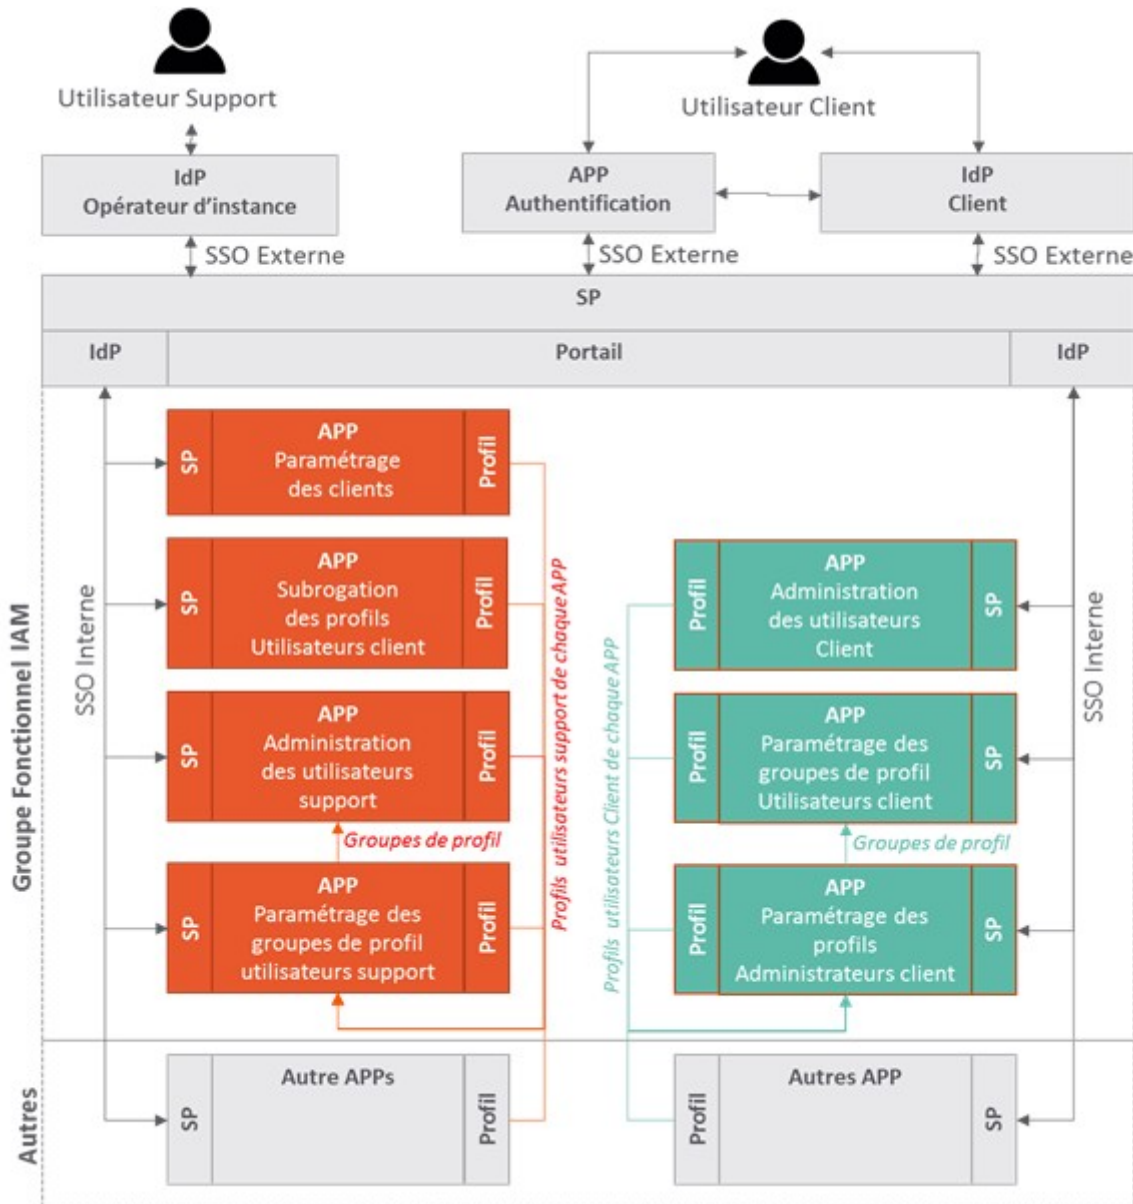 Utilisateur Support
Utilisateur Client
IdP
Opérateur d'instance
APP
Authentification
IdP
Client
SSO Externe
SSO Externe
SSO Externe
SP
IdP
Portail
IdP
Groupe Fonctionnel IAM
SSO Interne
SP
APP
Paramétrage
des clients
Profil
SP
APP
Subrogation
des profils
Utilisateurs client
Profil
SP
APP
Administration
des utilisateurs
support
Profil
Groupes de profil
SP
APP
Paramétrage des
groupes de profil
utilisateurs support
Profil
Profils utilisateurs support de chaque APP
Profils utilisateurs Client de chaque APP
Profil
APP
Administration
des utilisateurs
Client
SP
Profil
APP
Paramétrage des
groupes de profil
Utilisateurs client
SP
Groupes de profil
Profil
APP
Paramétrage des
profils
Administrateurs client
SP
SSO Interne
Autres
SP
Autre APPs
Profil
Profil
Autres APP
SP